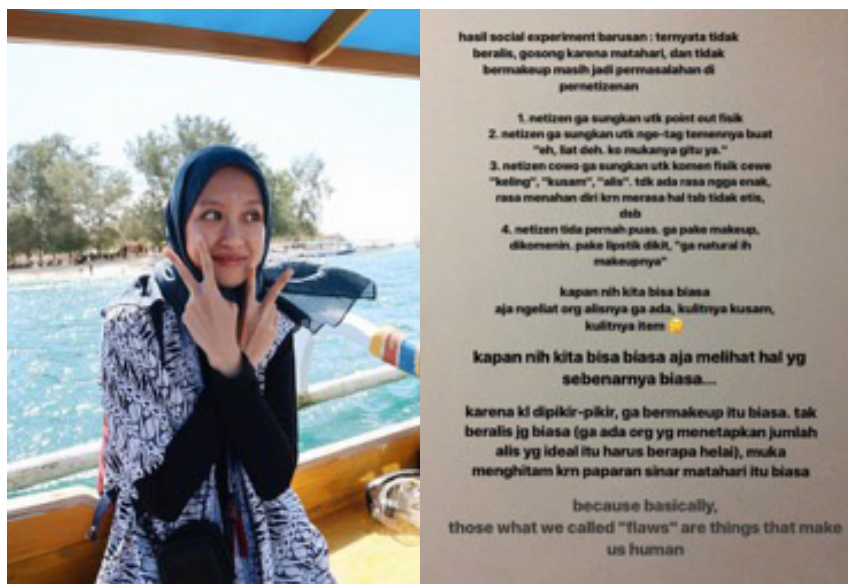 hasil social experiment barusan : ternyata tidak
beralis, gosong karena matahari, dan tidak
bermakeup masih jadi permasalahan di
pernetizenan
1. netizen ga sungkan utk point out fisik
2. netizen ga sungkan utk nge-tag temennya buat
"eh, liat deh. ko mukanya gitu ya."
3. netizen cowo ga sungkan utk komen fisik cewe
"keling", "kusam", "alis". tdk ada rasa ngga enak,
rasa menahan diri krn merasa hal tsb tidak etis,
dsb
4. netizen tida pernah puas. ga pake makeup,
dikomenin. pake lipstik dikit, "ga natural ih
makeupnya"
kapan nih kita bisa biasa
aja ngeliat org alisnya ga ada, kulitnya kusam,
kulitnya item 🤔
kapan nih kita bisa biasa aja melihat hal yg
sebenarnya biasa...
karena kl dipikir-pikir, ga bermakeup itu biasa. tak
beralis jg biasa (ga ada org yg menetapkan jumlah
alis yg ideal itu harus berapa helai), muka
menghitam krn paparan sinar matahari itu biasa
because basically,
those what we called "flaws" are things that make
us human